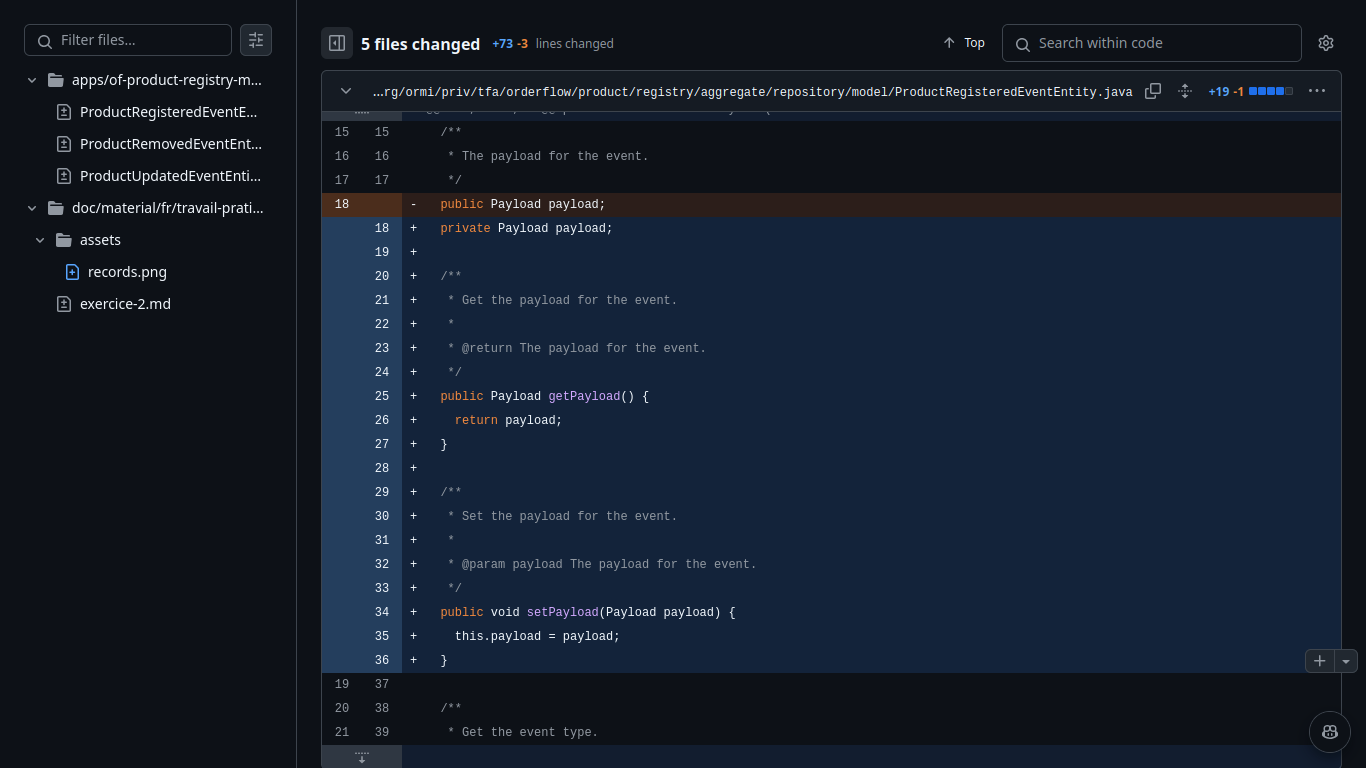 Filter files...
apps/of-product-registry-m...
ProductRegisteredEventE...
ProductRemovedEventEnt...
ProductUpdatedEventEnti...
doc/material/fr/travail-prati...
assets
records.png
exercice-2.md
5 files changed +73 -3 lines changed
Top
Search within code
...rg/ormi/priv/tfa/orderflow/product/registry/aggregate/repository/model/ProductRegisteredEventEntity.java +19 -1
15 15 /**
16 16 * The payload for the event.
17 17 */
18 - public Payload payload;
18 + private Payload payload;
19 +
20 + /**
21 + * Get the payload for the event.
22 + *
23 + * @return The payload for the event.
24 + */
25 + public Payload getPayload() {
26 + return payload;
27 + }
28 +
29 + /**
30 + * Set the payload for the event.
31 + *
32 + * @param payload The payload for the event.
33 + */
34 + public void setPayload(Payload payload) {
35 + this.payload = payload;
36 + }
19 37
20 38 /**
21 39 * Get the event type.